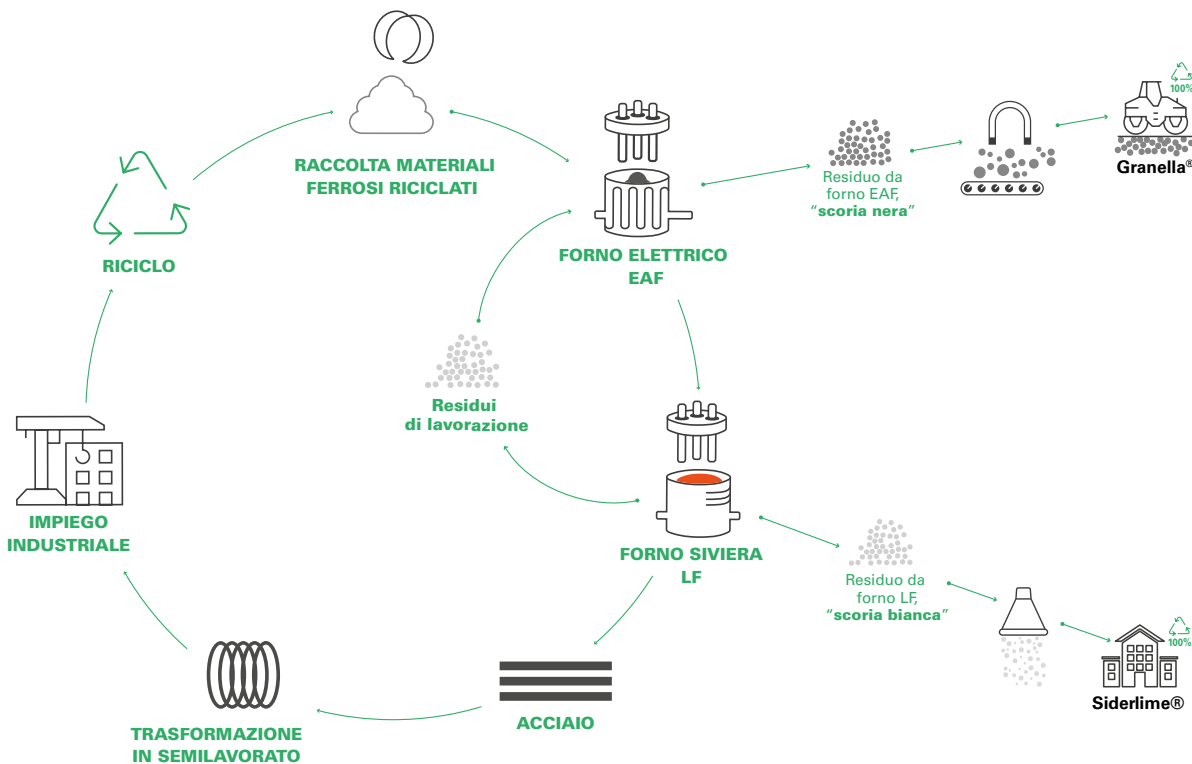 100%
Granella®
RACCOLTA MATERIALI
FERROSI RICICLATI
Residuo da
forno EAF,
“scoria nera”
FORNO ELETTRICO
EAF
RICICLO
Residui
di lavorazione
IMPIEGO
INDUSTRIALE
FORNO SIVIERA
LF
Residuo da
forno LF,
“scoria bianca”
100%
Siderlime®
ACCIAIO
TRASFORMAZIONE
IN SEMILAVORATO